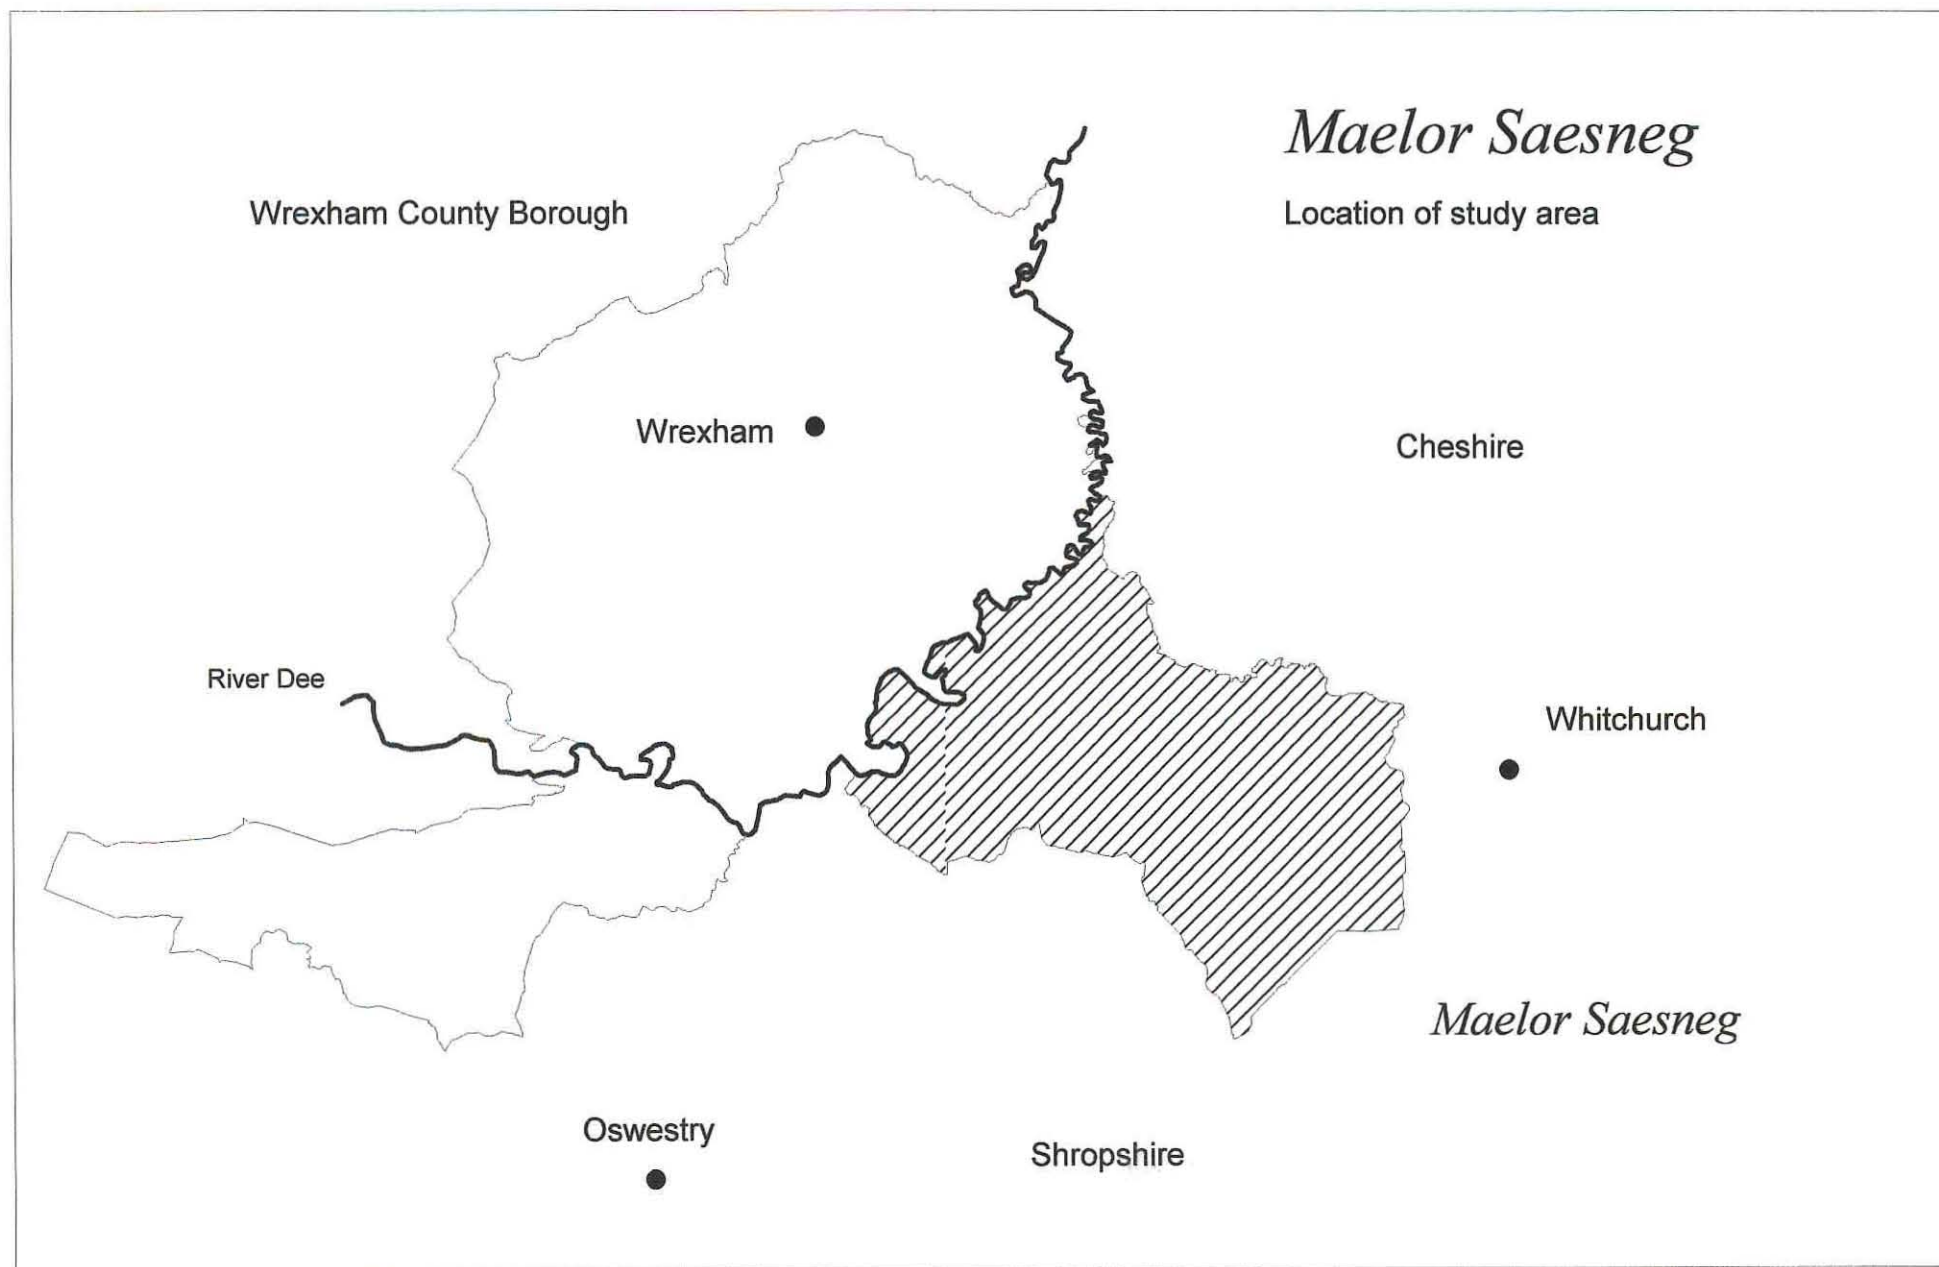 Maelor Saesneg
Wrexham County Borough
Location of study area
Wrexham
Cheshire
River Dee
Whitchurch
Maelor Saesneg
Oswestry
Shropshire